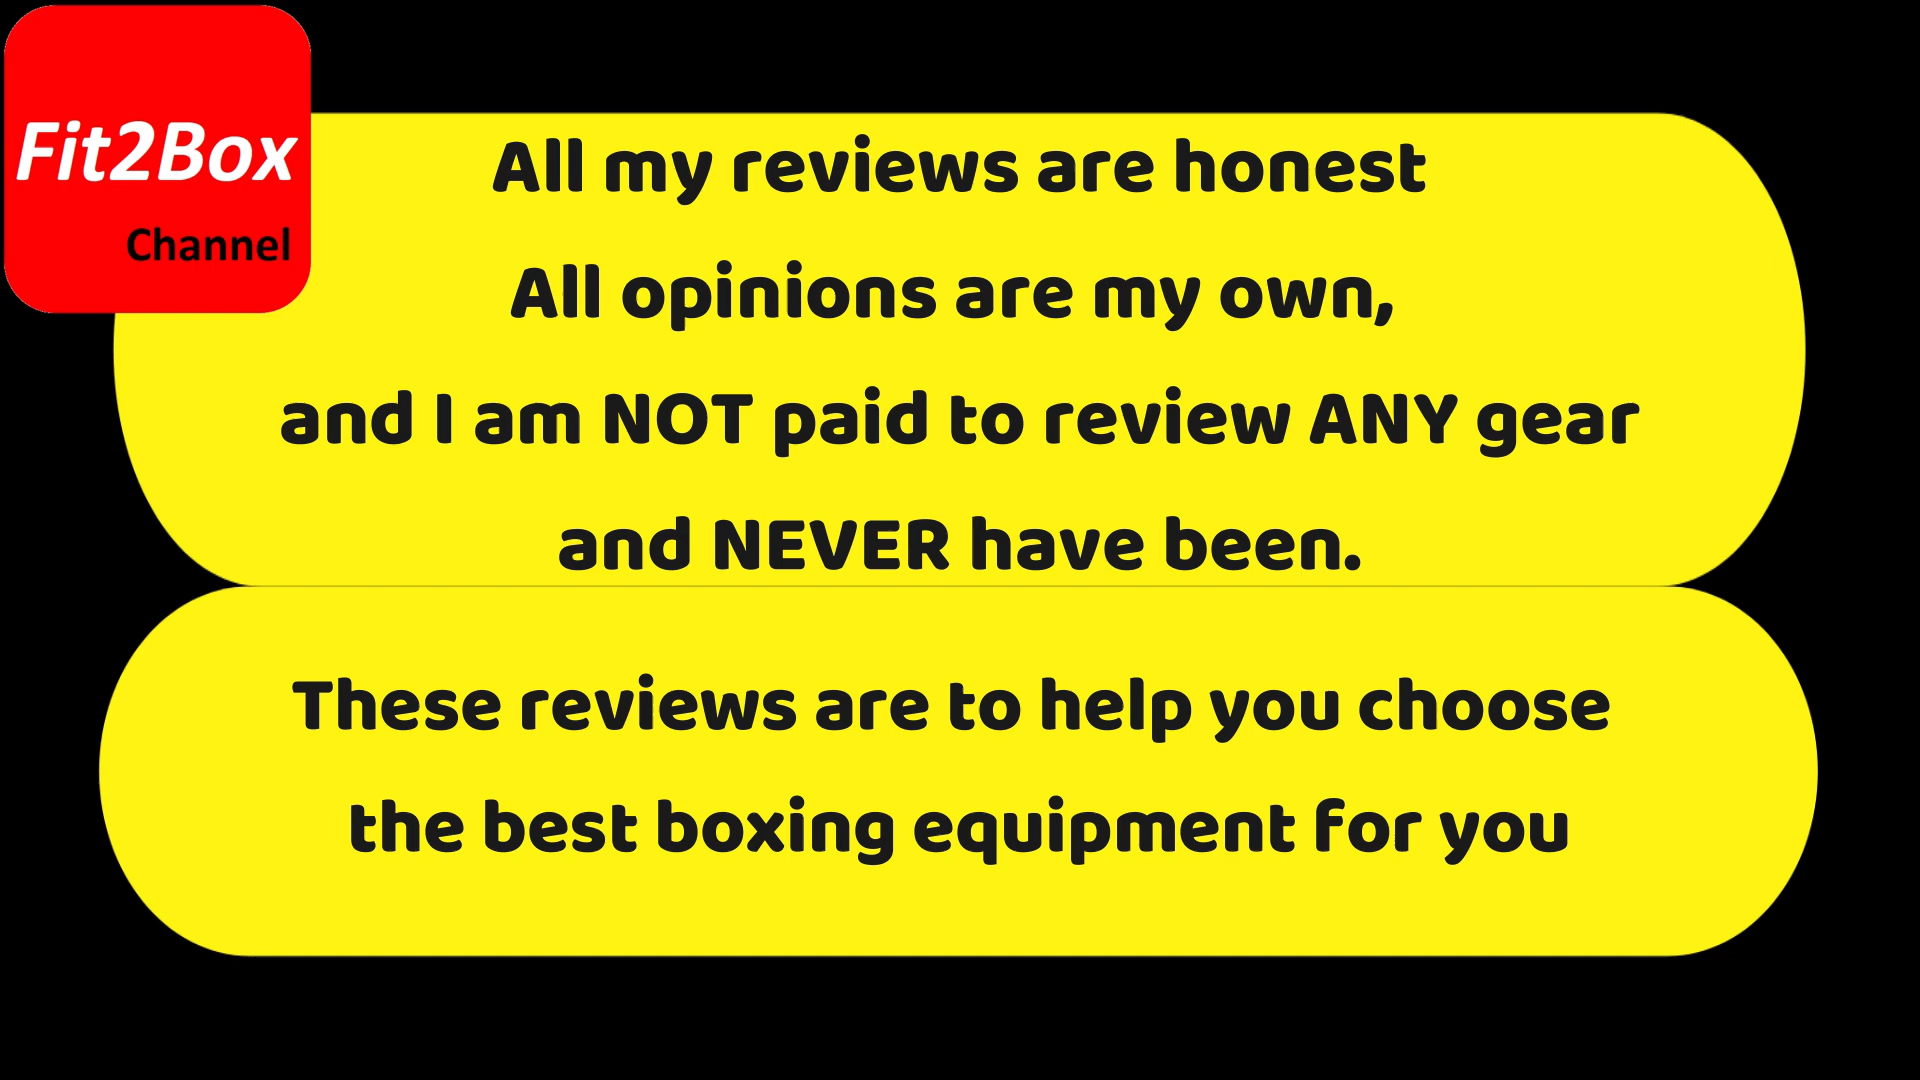 Fit2Box
Channel
All my reviews are honest
All opinions are my own,
and I am NOT paid to review ANY gear
and NEVER have been.
These reviews are to help you choose
the best boxing equipment for you